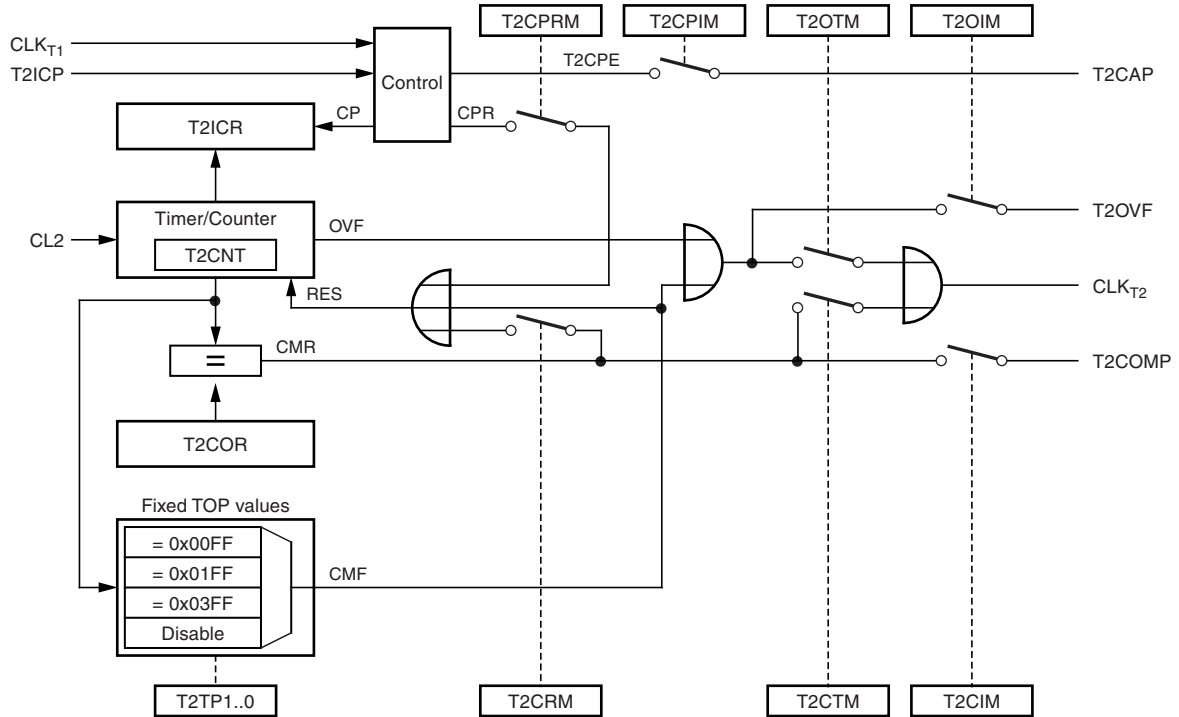 T2CPRM
T2CPIM
T2OTM
T2OIM
CLKT1
T2ICP
Control
T2CPE
T2CAP
T2ICR
CP
CPR
Timer/Counter
T2CNT
CL2
OVF
T2OVF
RES
CLKT2
=
CMR
T2COMP
T2COR
Fixed TOP values
= 0x00FF
= 0x01FF
= 0x03FF
Disable
CMF
T2TP1..0
T2CRM
T2CTM
T2CIM